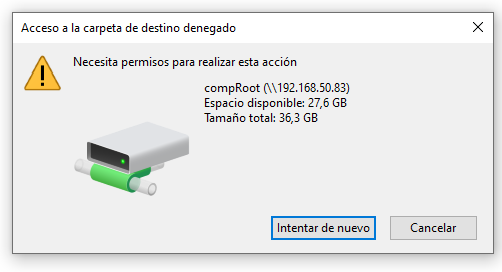 Acceso a la carpeta de destino denegado
Necesita permisos para realizar esta acción
compRoot (\\192.168.50.83)
Espacio disponible: 27,6 GB
Tamaño total: 36,3 GB
Intentar de nuevo
Cancelar